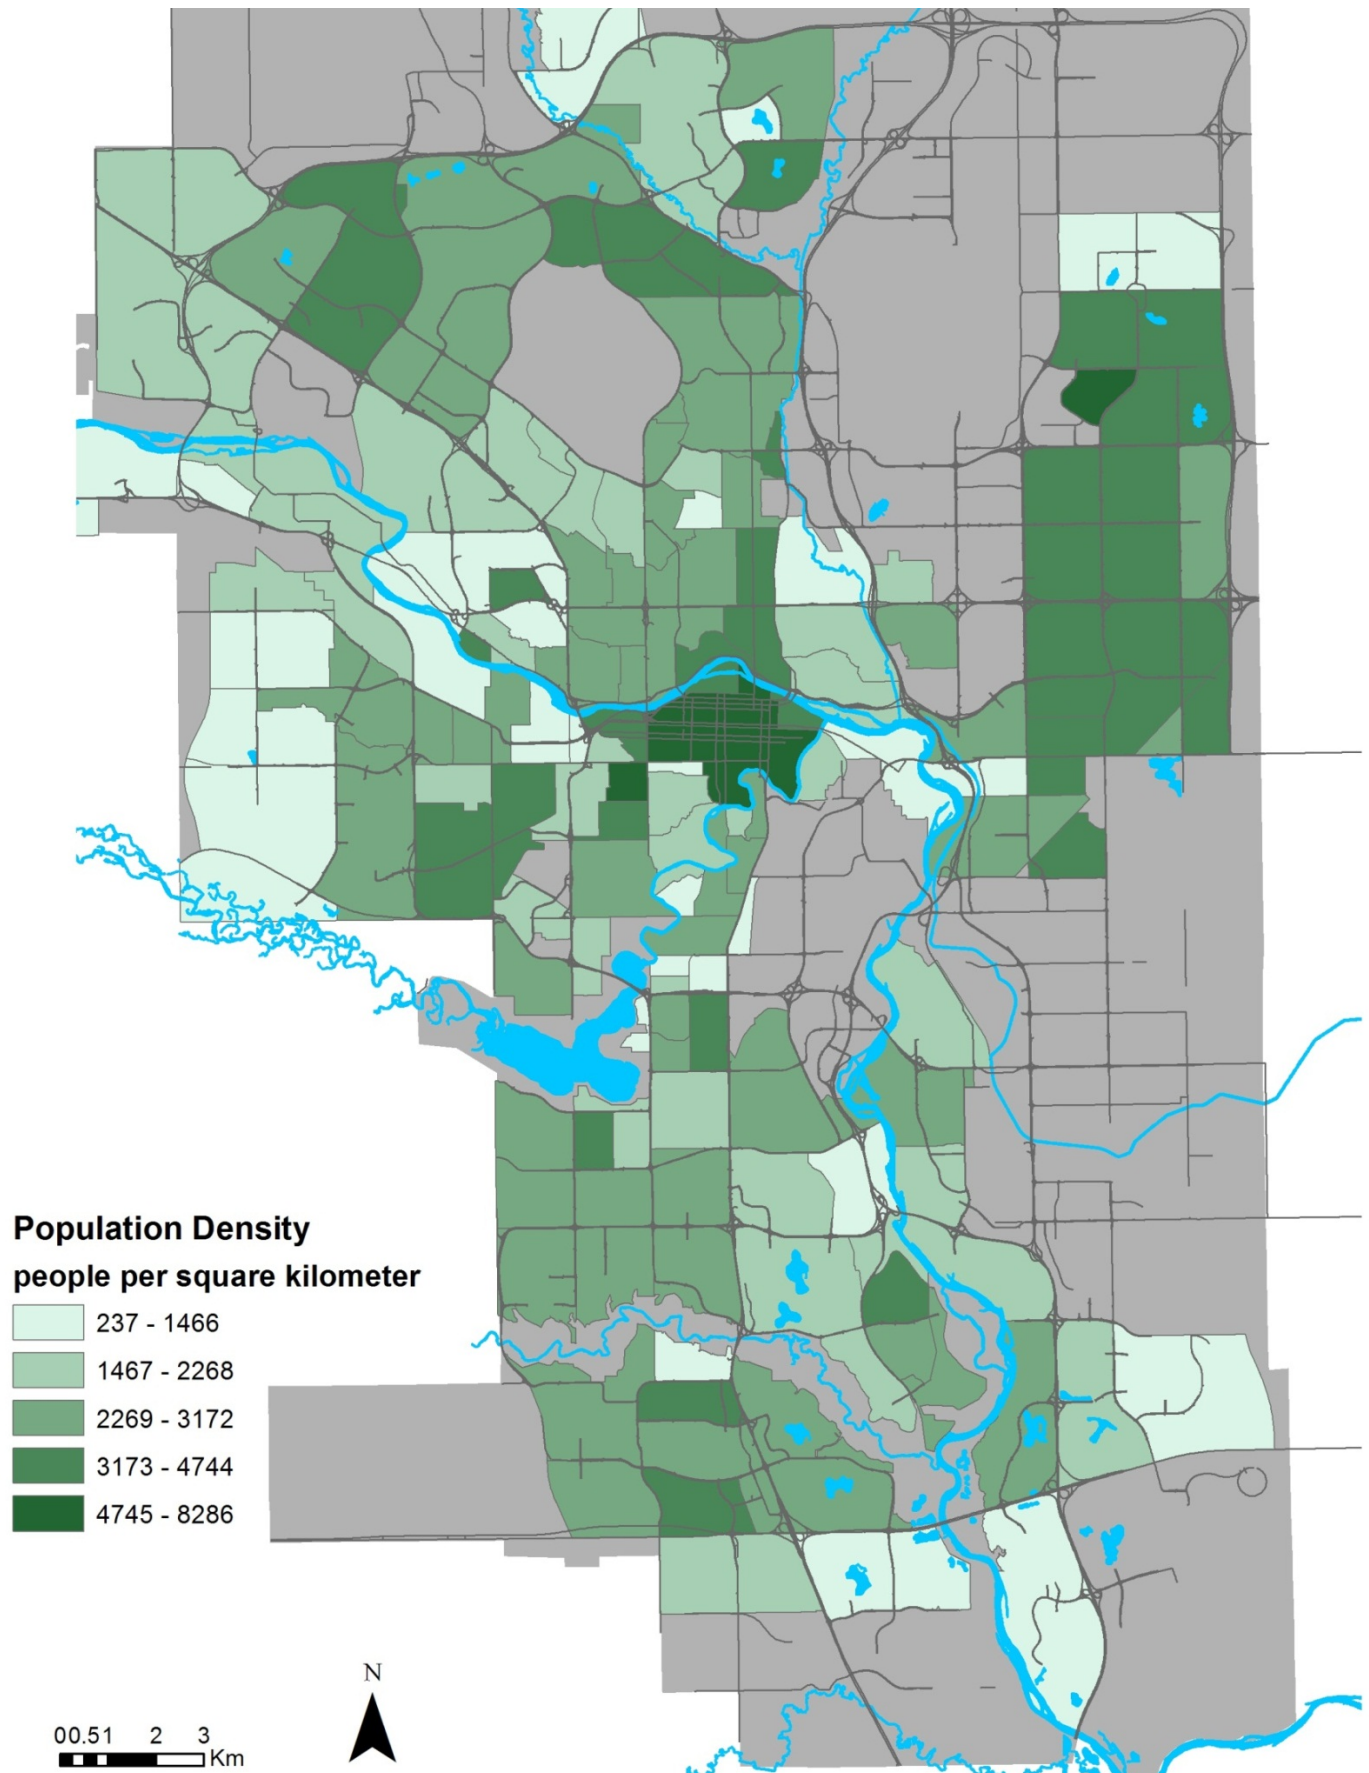 Population Density
people per square kilometer
237 - 1466
1467 - 2268
2269 - 3172
3173 - 4744
4745 - 8286
N
00.51 2 3
Km